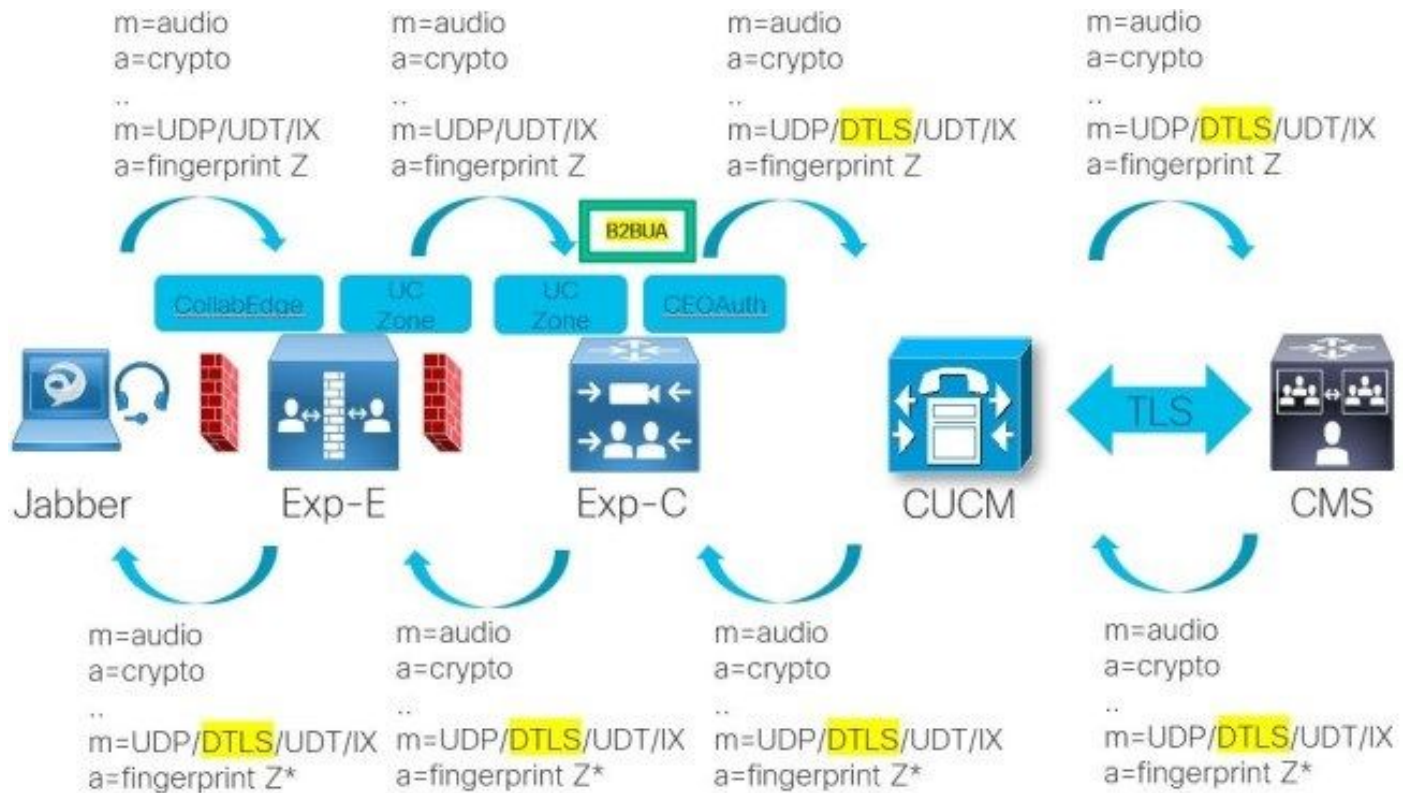 m=audio
a=crypto
..
m=UDP/UDT/IX
a=fingerprint Z
m=audio
a=crypto
..
m=UDP/UDT/IX
a=fingerprint Z
m=audio
a=crypto
..
m=UDP/DTLS/UDT/IX
a=fingerprint Z
m=audio
a=crypto
..
m=UDP/DTLS/UDT/IX
a=fingerprint Z
B2BUA
CollabEdge
UC
Zone
UC
Zone
CEOAuth
TLS
Jabber
Exp-E
Exp-C
CUCM
CMS
m=audio
a=crypto
..
m=UDP/DTLS/UDT/IX
a=fingerprint Z*
m=audio
a=crypto
..
m=UDP/DTLS/UDT/IX
a=fingerprint Z*
m=audio
a=crypto
..
m=UDP/DTLS/UDT/IX
a=fingerprint Z*
m=audio
a=crypto
..
m=UDP/DTLS/UDT/IX
a=fingerprint Z*